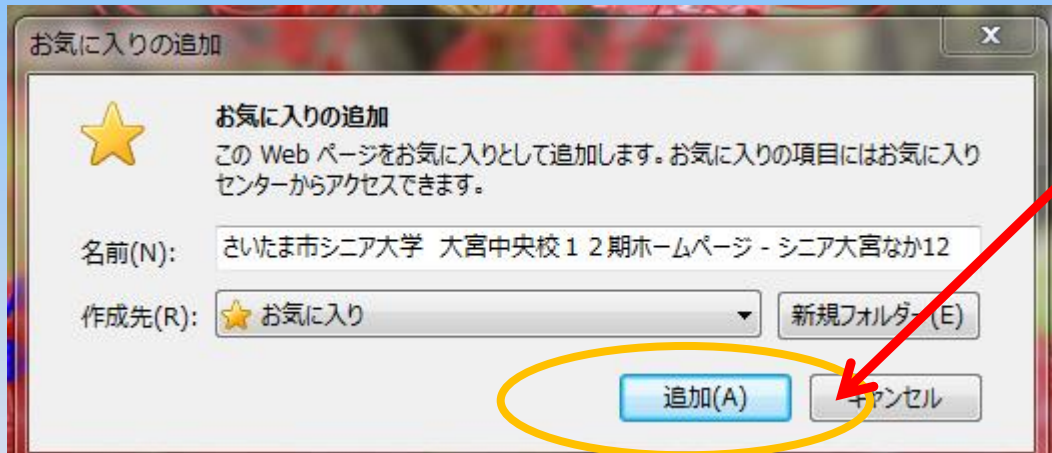 お気に入りの追加
x
お気に入りの追加
この Web ページをお気に入りとして追加します。お気に入りの項目にはお気に入り
センターからアクセスできます。
名前(N): さいたま市シニア大学 大宮中央校１２期ホームページ - シニア大宮なか12
作成先(R): お気に入り 新規フォルダー(E)
追加(A) キャンセル